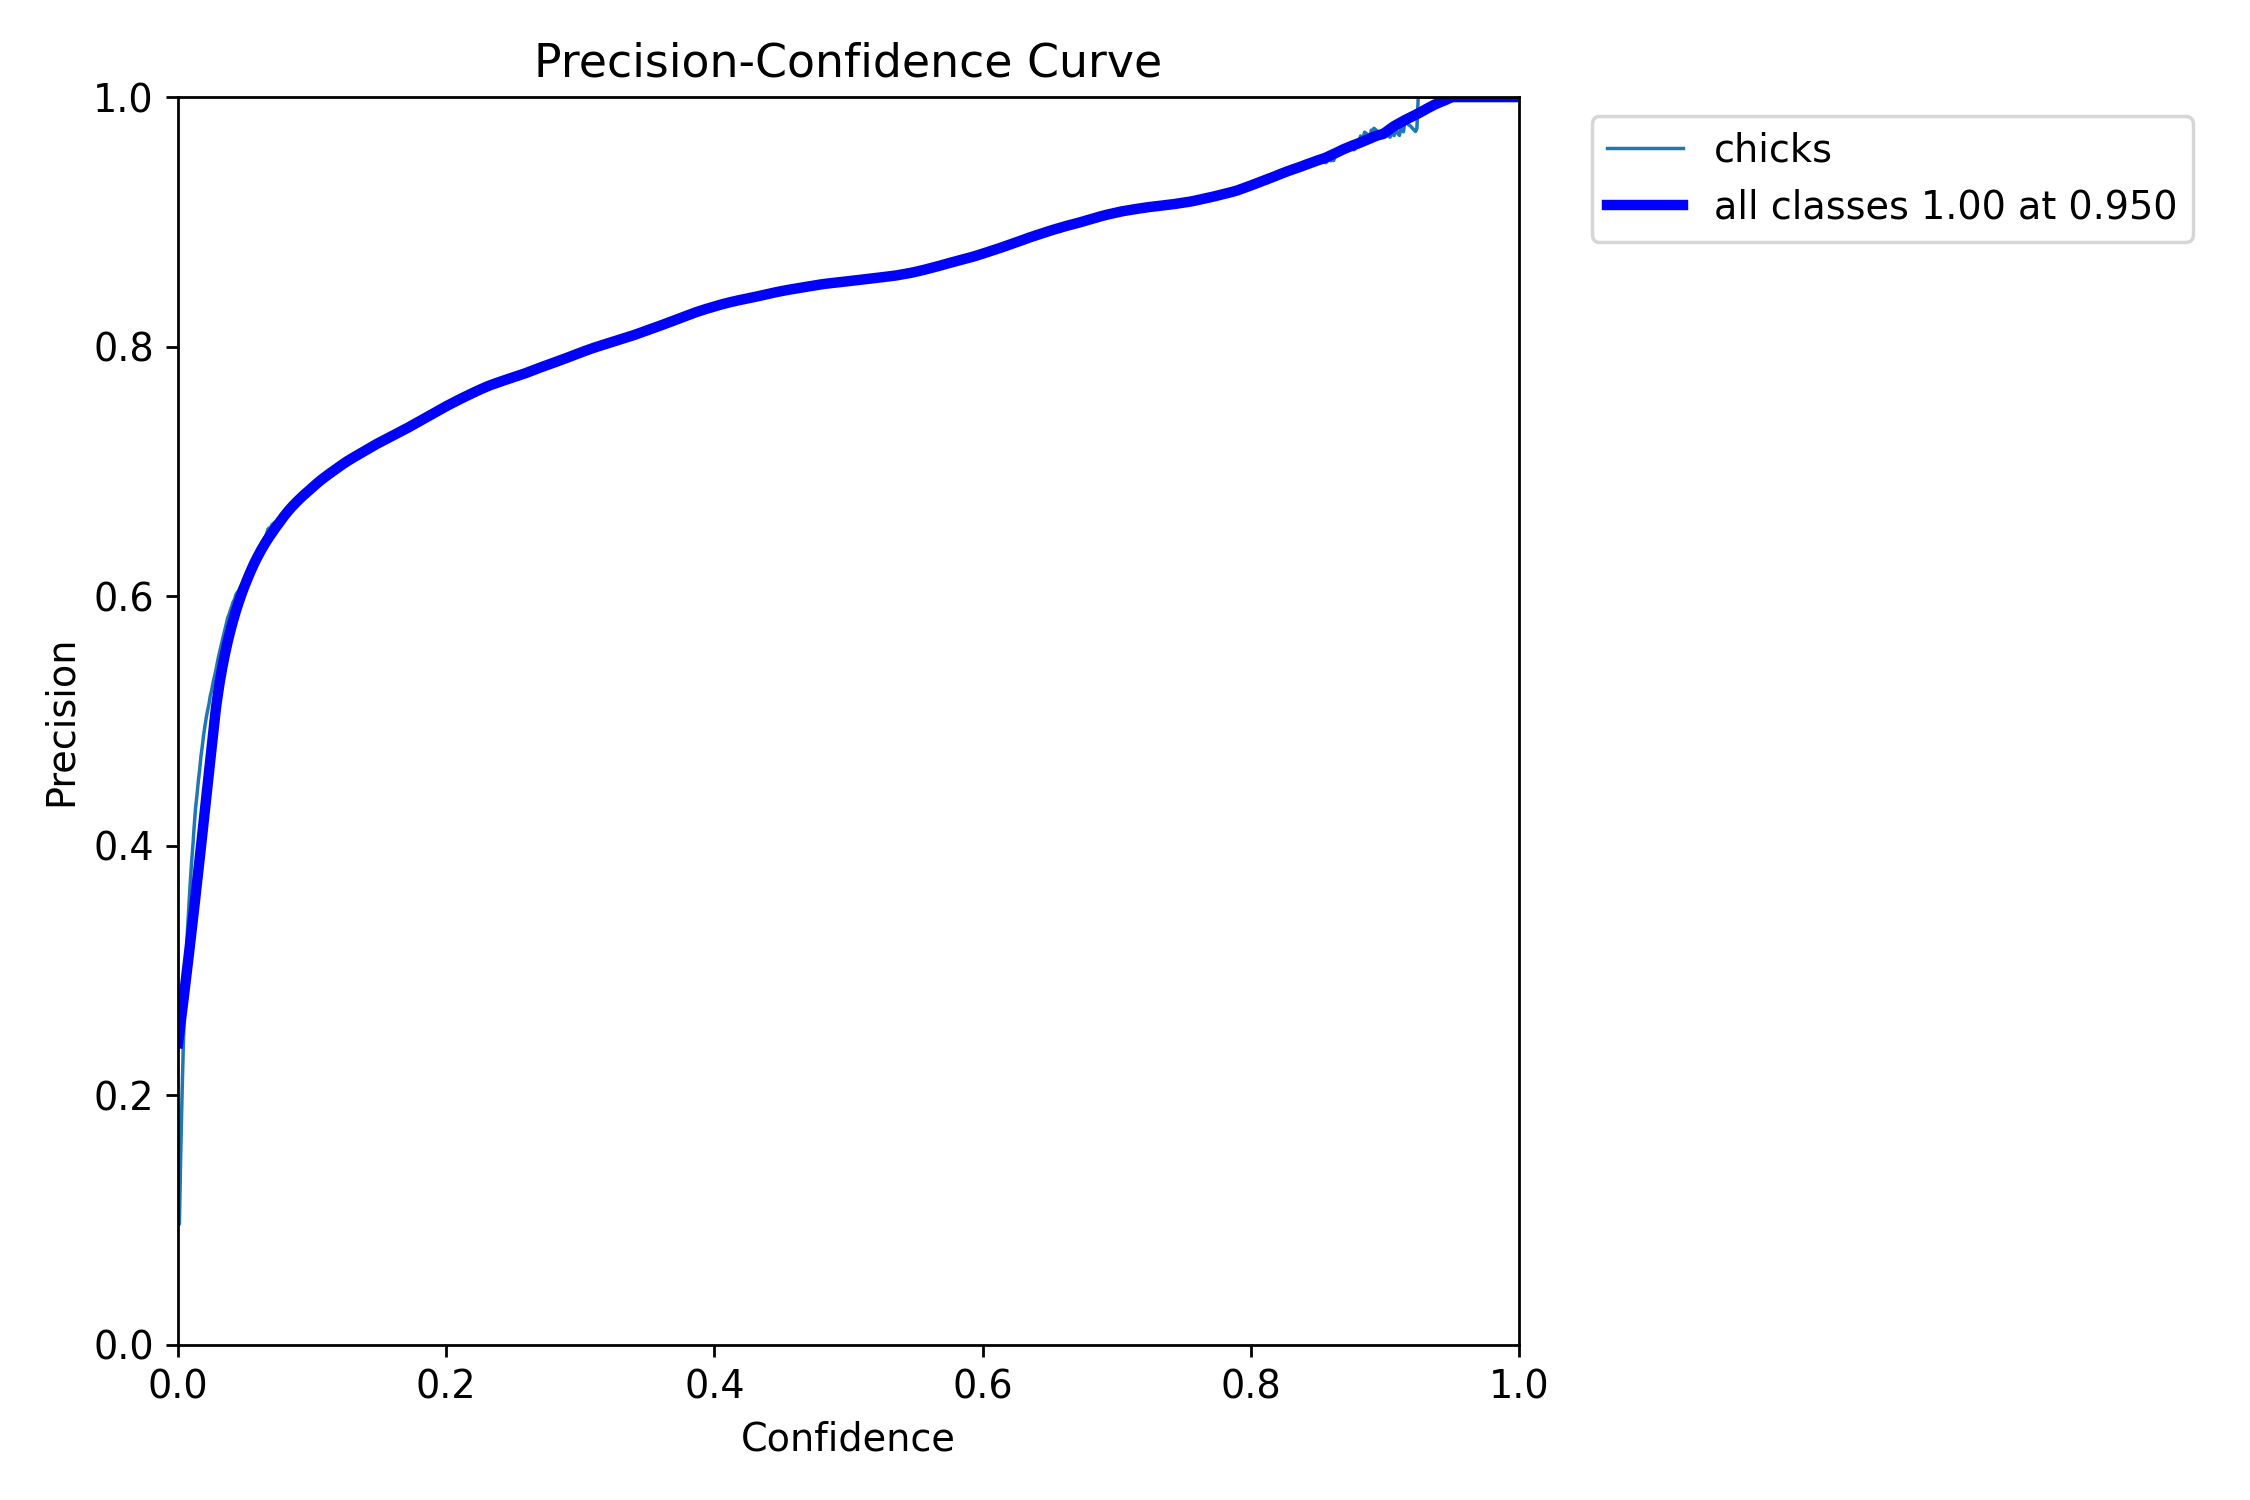 Precision-Confidence Curve
1.0
0.8
0.6
0.4
0.2
0.0
Precision
0.0 0.2 0.4 0.6 0.8 1.0
Confidence
chicks
all classes 1.00 at 0.950